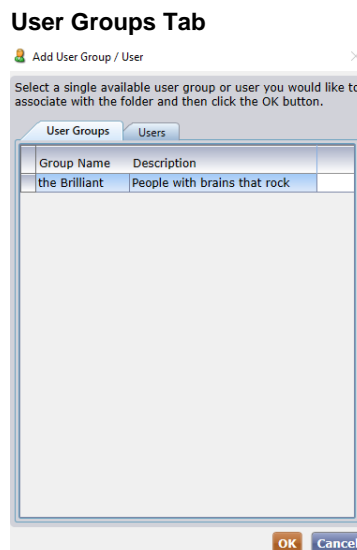 User Groups Tab
Add User Group / User
Select a single available user group or user you would like to
associate with the folder and then click the OK button.
User Groups Users
Group Name Description
the Brilliant People with brains that rock
OK Cancel